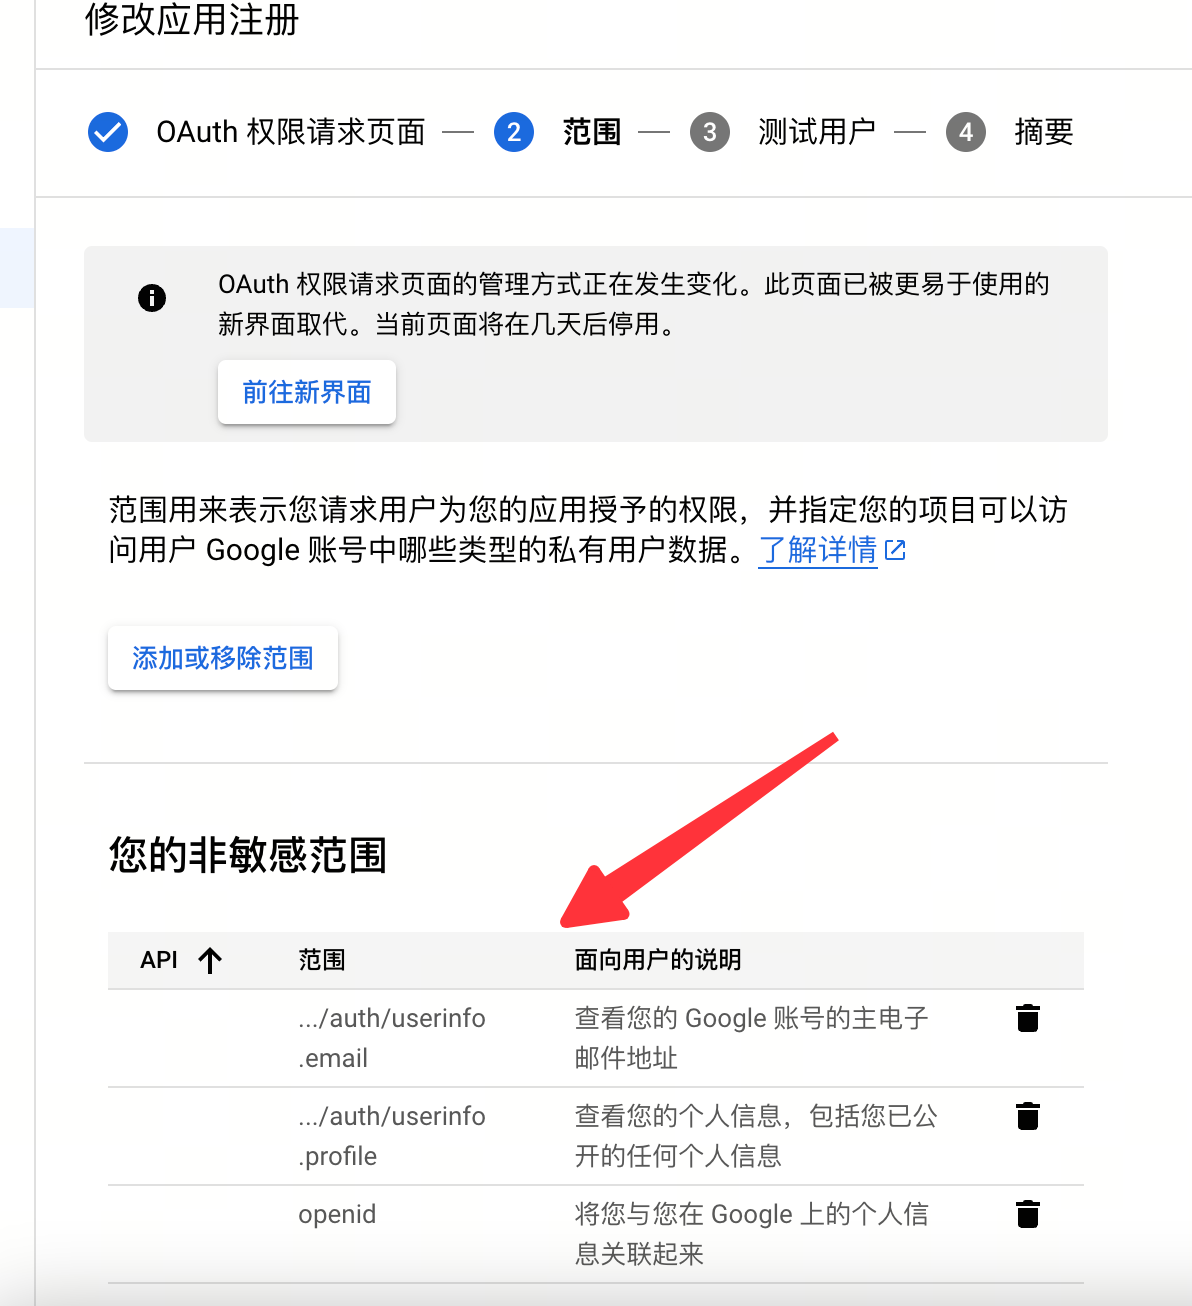 修改应用注册
OAuth 权限请求页面
2 范围
3 测试用户
4 摘要
OAuth 权限请求页面的管理方式正在发生变化。此页面已被更易于使用的
新界面取代。当前页面将在几天后停用。
前往新界面
范围用来表示您请求用户为您的应用授予的权限，并指定您的项目可以访
问用户 Google 账号中哪些类型的私有用户数据。了解详情
添加或移除范围
您的非敏感范围
API 范围 面向用户的说明
.../auth/userinfo 查看您的 Google 账号的主电子
.email 邮件地址
.../auth/userinfo 查看您的个人信息，包括您已公
.profile 开的任何个人信息
openid 将您与您在 Google 上的个人信
息关联起来